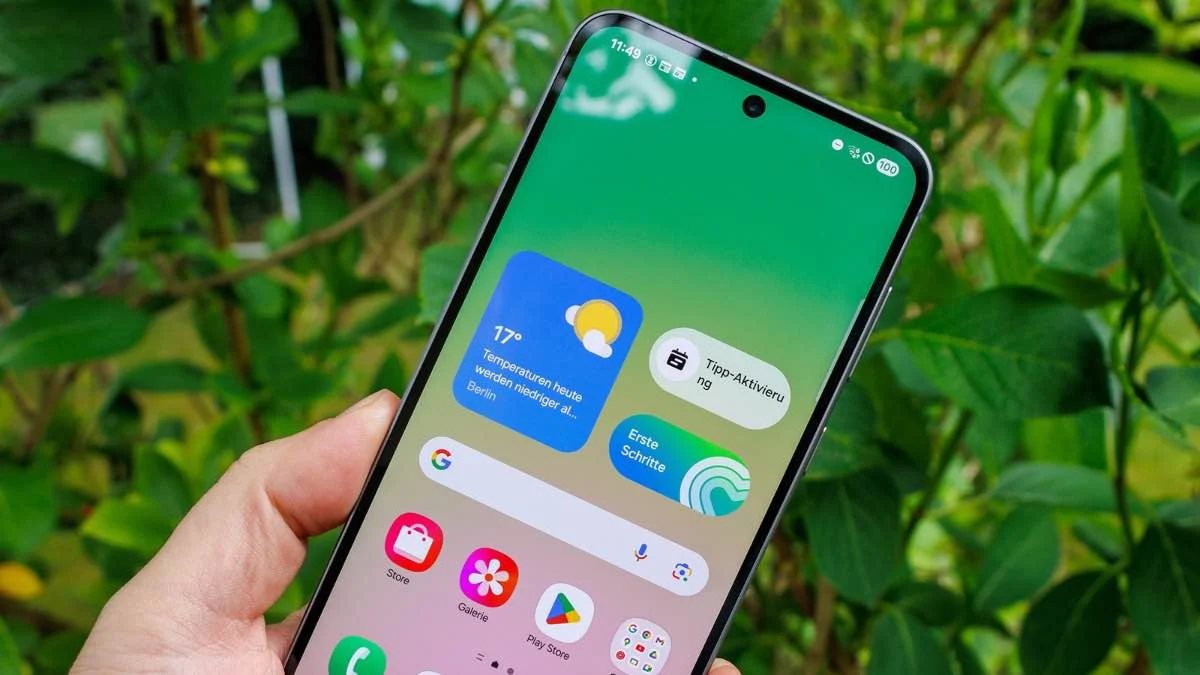 11:49
100
17°
Temperaturen heute
werden niedriger al...
Berlin
Tipp-Aktivieru
ng
Erste
Schritte
Store
Galerie
Play Store